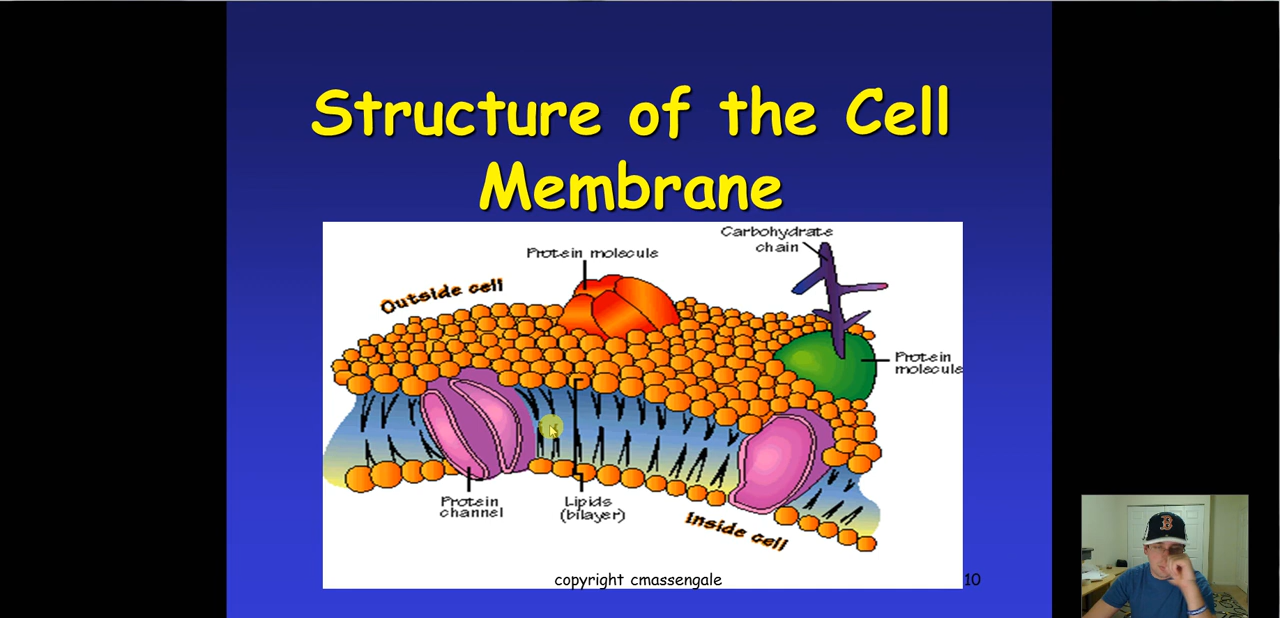 Structure of the Cell
Membrane
Carbohydrate
chain
Protein molecule
Outside cell
Protein
molecule
Protein
channel
Lipids
(bilayer)
Inside cell
copyright cmassengale
10
B